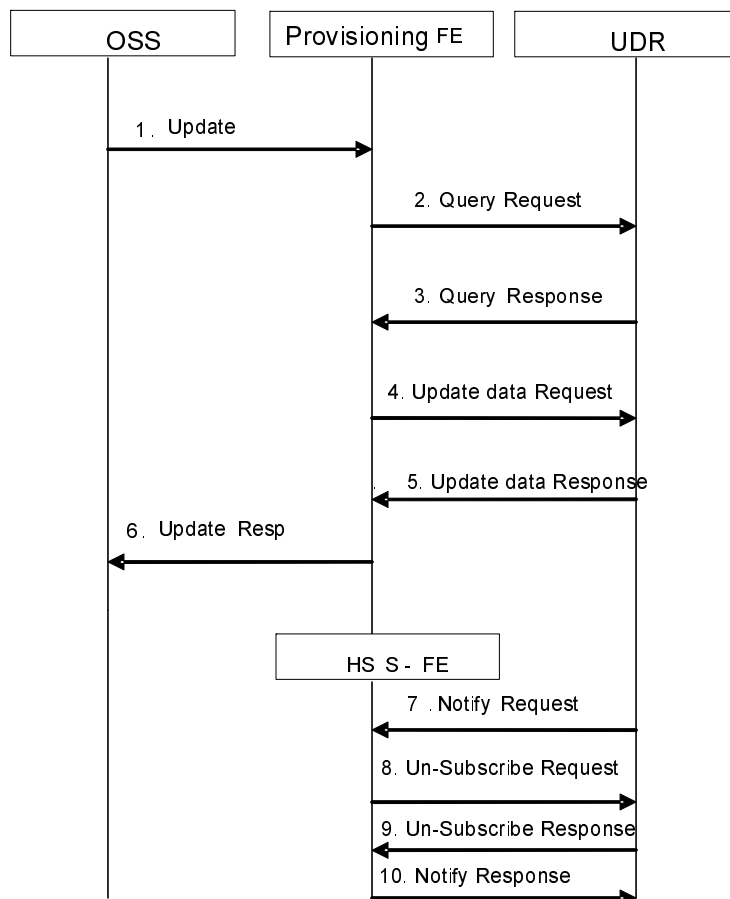 OSS
Provisioning FE
UDR
1. Update
2. Query Request
3. Query Response
4. Update data Request
5. Update data Response
6. Update Resp
HSS-FE
7. Notify Request
8. Un-Subscribe Request
9. Un-Subscribe Response
10. Notify Response